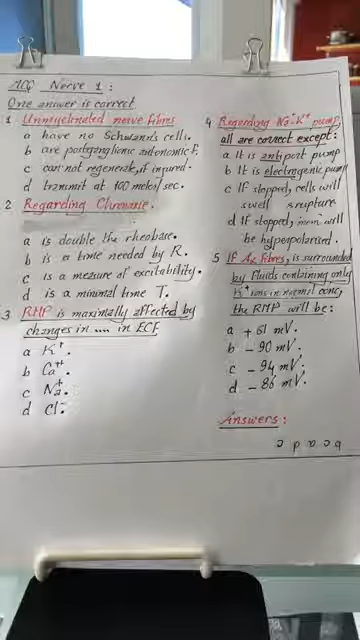 MCQ Nerve 1:
One answer is correct
1 Unmyelinated nerve fibres
a have no Schwann's cells.
b are postganglionic autonomic F.
c can not regenerate, if injured.
d transmit at 100 meter/sec.
2 Regarding Chronaxie.
a is double the rheobase.
b is a time needed by R.
c is a measure of excitability.
d is a minimal time T.
3 RMP is maximally affected by
changes in .... in ECF
a K+.
b Ca++.
c Na+.
d Cl-.
4 Regarding Na+-K+ pump,
all are correct except:
a It is antiport pump
b It is electrogenic pump
c If stopped, cells will
swell & rupture
d If stopped, mem will
be hyperpolarised.
5 If A fibres, is surrounded
by fluids containing only
K+ ions in normal conc,
the RMP will be:
a + 61 mV.
b - 90 mV.
c - 94 mV.
d - 86 mV.
Answers:
b c a d c